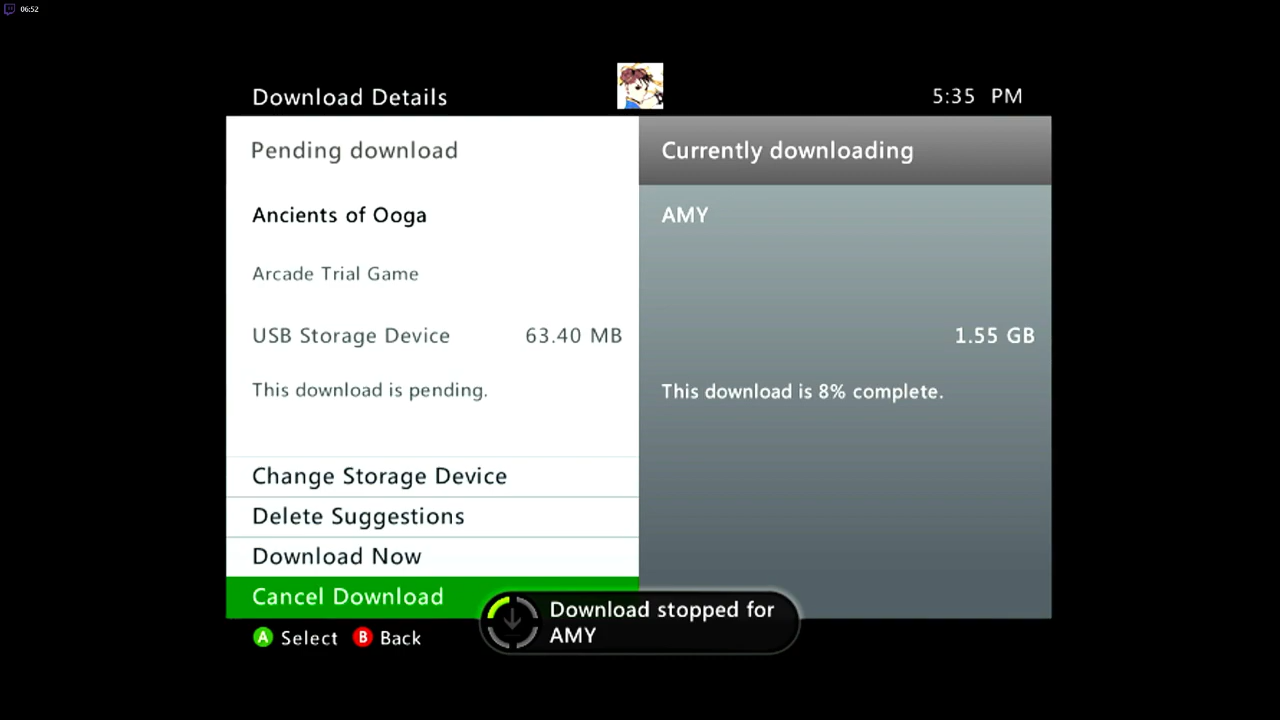 06:52
Download Details
5:35 PM
Pending download
Ancients of Ooga
Arcade Trial Game
USB Storage Device 63.40 MB
This download is pending.
Change Storage Device
Delete Suggestions
Download Now
Cancel Download
Currently downloading
AMY
1.55 GB
This download is 8% complete.
Download stopped for
AMY
A Select B Back